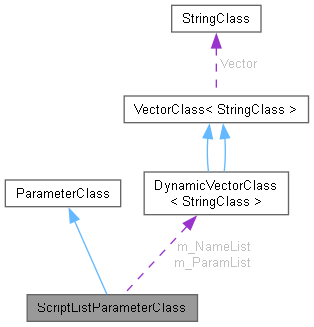 StringClass
Vector
VectorClass< StringClass >
ParameterClass
DynamicVectorClass
< StringClass >
m_NameList
m_ParamList
ScriptListParameterClass